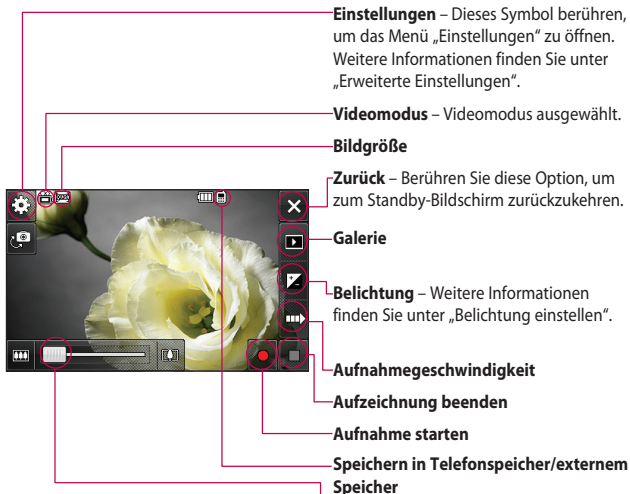 Einstellungen – Dieses Symbol berühren,
um das Menü „Einstellungen“ zu öffnen.
Weitere Informationen finden Sie unter
„Erweiterte Einstellungen“.
Videomodus – Videomodus ausgewählt.
Bildgröße
Zurück – Berühren Sie diese Option, um
zum Standby-Bildschirm zurückzukehren.
Galerie
Belichtung – Weitere Informationen
finden Sie unter „Belichtung einstellen“.
Aufnahmegeschwindigkeit
Aufzeichnung beenden
Aufnahme starten
Speichern in Telefonspeicher/externem
Speicher